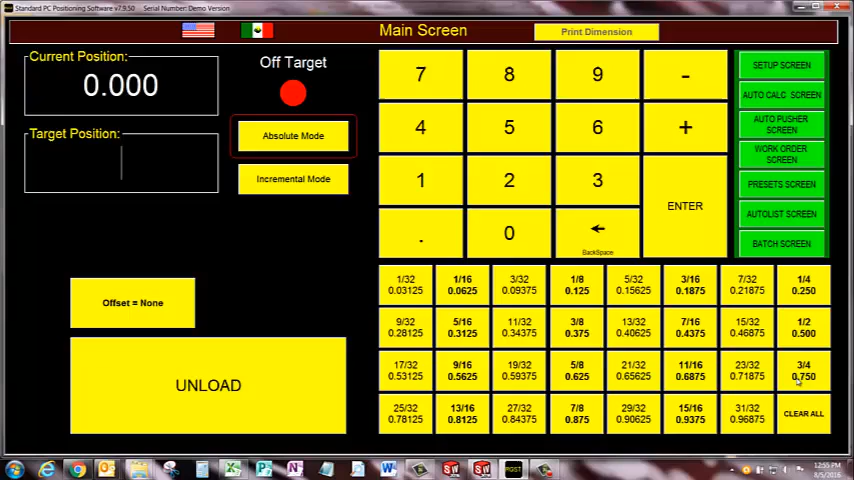 Standard PC Positioning Software v7.9.50 Serial Number: Demo Version
Main Screen
Print Dimension
Current Position:
0.000
Off Target
Target Position:
Absolute Mode
Incremental Mode
7 8 9 -
4 5 6 +
1 2 3 ENTER
. 0 BackSpace
SETUP SCREEN
AUTO CALC SCREEN
AUTO PUSHER
SCREEN
WORK ORDER
SCREEN
PRESETS SCREEN
AUTOLIST SCREEN
BATCH SCREEN
Offset = None
UNLOAD
1/32 1/16 3/32 1/8 5/32 3/16 7/32 1/4
0.03125 0.0625 0.09375 0.125 0.15625 0.1875 0.21875 0.250
9/32 5/16 11/32 3/8 13/32 7/16 15/32 1/2
0.28125 0.3125 0.34375 0.375 0.40625 0.4375 0.46875 0.500
17/32 9/16 19/32 5/8 21/32 11/16 23/32 3/4
0.53125 0.5625 0.59375 0.625 0.65625 0.6875 0.71875 0.750
25/32 13/16 27/32 7/8 29/32 15/16 31/32 CLEAR ALL
0.78125 0.8125 0.84375 0.875 0.90625 0.9375 0.96875
12:55 PM
8/5/2016